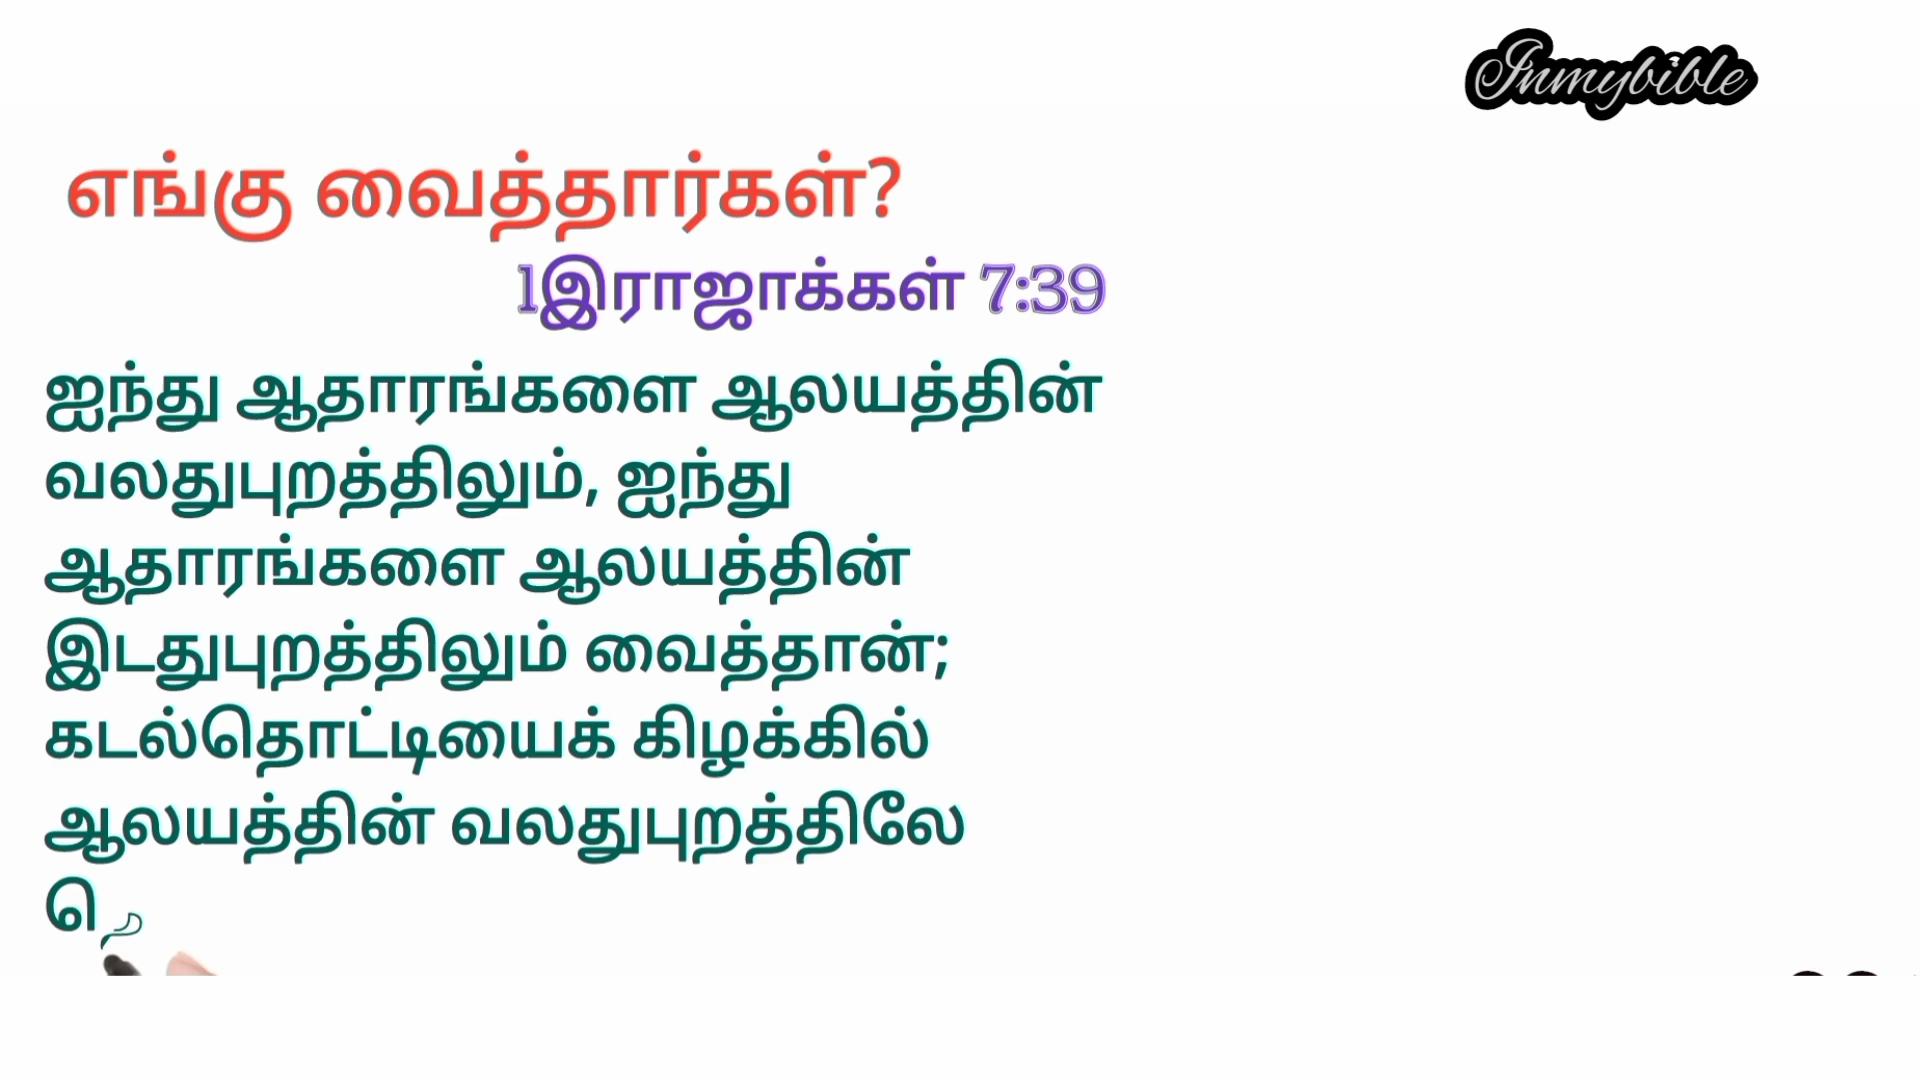 Inmybible
எங்கு வைத்தார்கள்?
1இராஜாக்கள் 7:39
ஐந்து ஆதாரங்களை ஆலயத்தின்
வலதுபுறத்திலும், ஐந்து
ஆதாரங்களை ஆலயத்தின்
இடதுபுறத்திலும் வைத்தான்;
கடல்தொட்டியைக் கிழக்கில்
ஆலயத்தின் வலதுபுறத்திலே